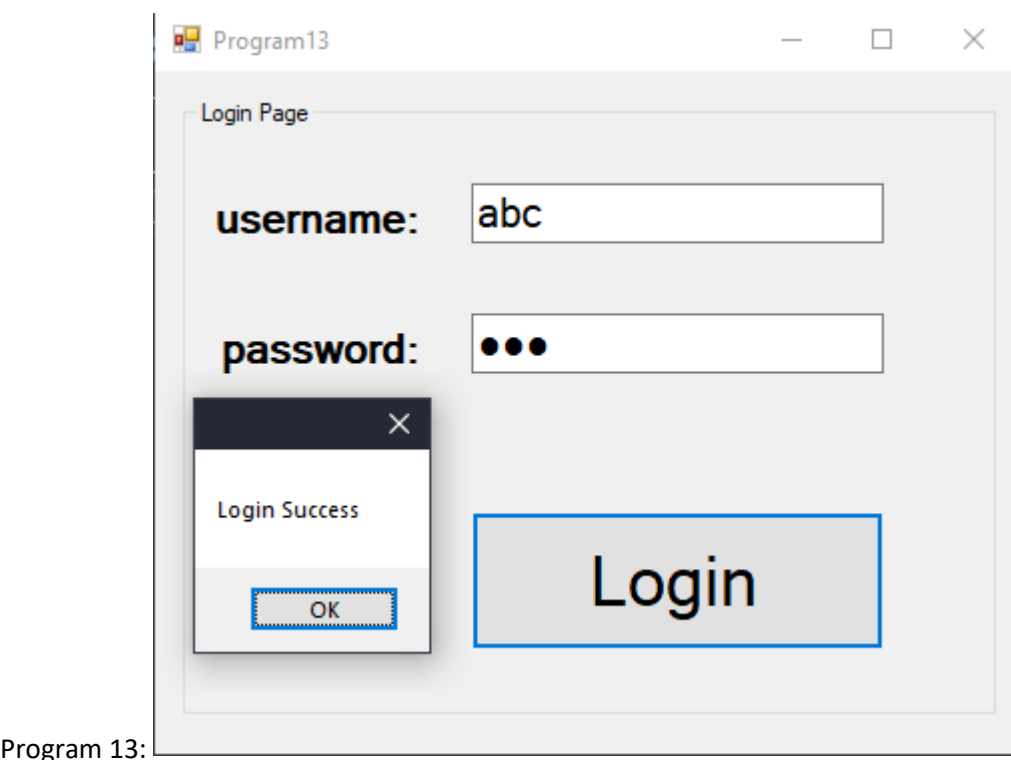 Program13
Login Page
username: abc
password: ●●●
Login Success
OK
Login
Program 13: